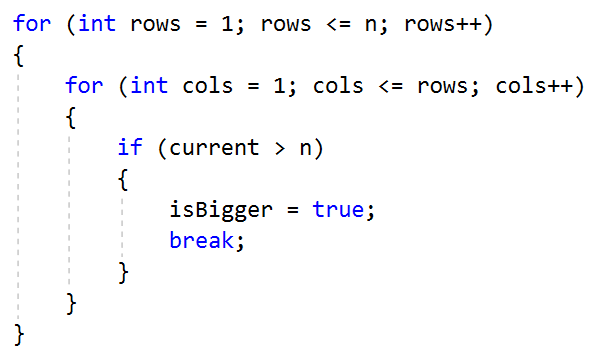 for (int rows = 1; rows <= n; rows++)
{
    for (int cols = 1; cols <= rows; cols++)
    {
        if (current > n)
        {
            isBigger = true;
            break;
        }
    }
}